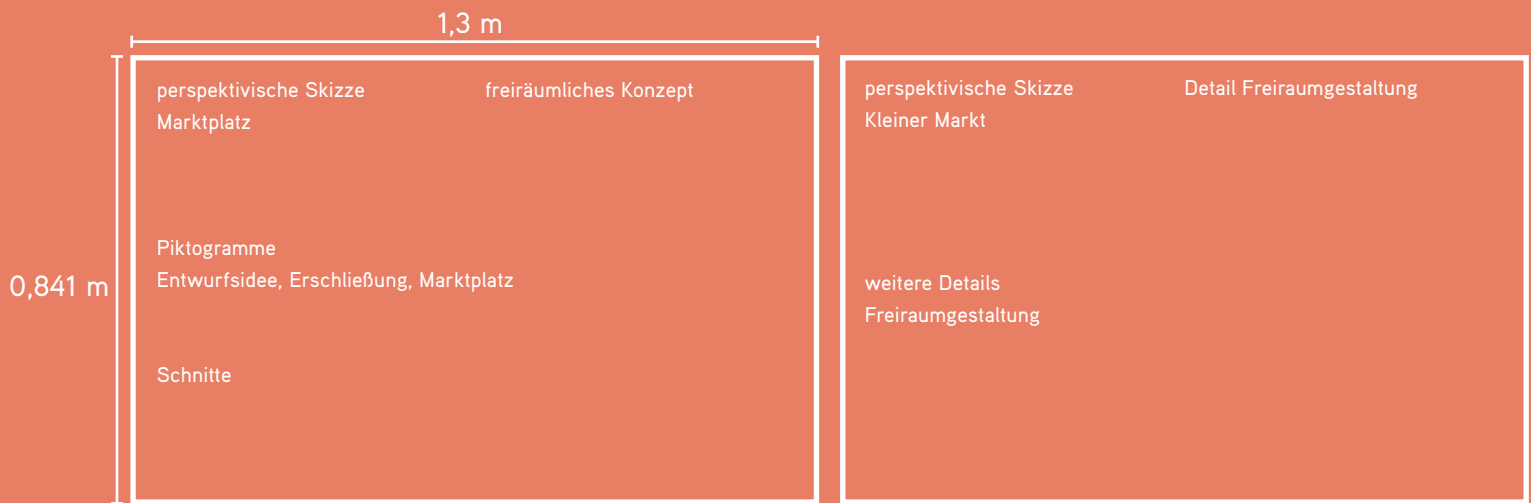 1,3 m
0,841 m
perspektivische Skizze
Marktplatz
freiräumliches Konzept
Piktogramme
Entwurfsidee, Erschließung, Marktplatz
Schnitte
perspektivische Skizze
Kleiner Markt
Detail Freiraumgestaltung
weitere Details
Freiraumgestaltung